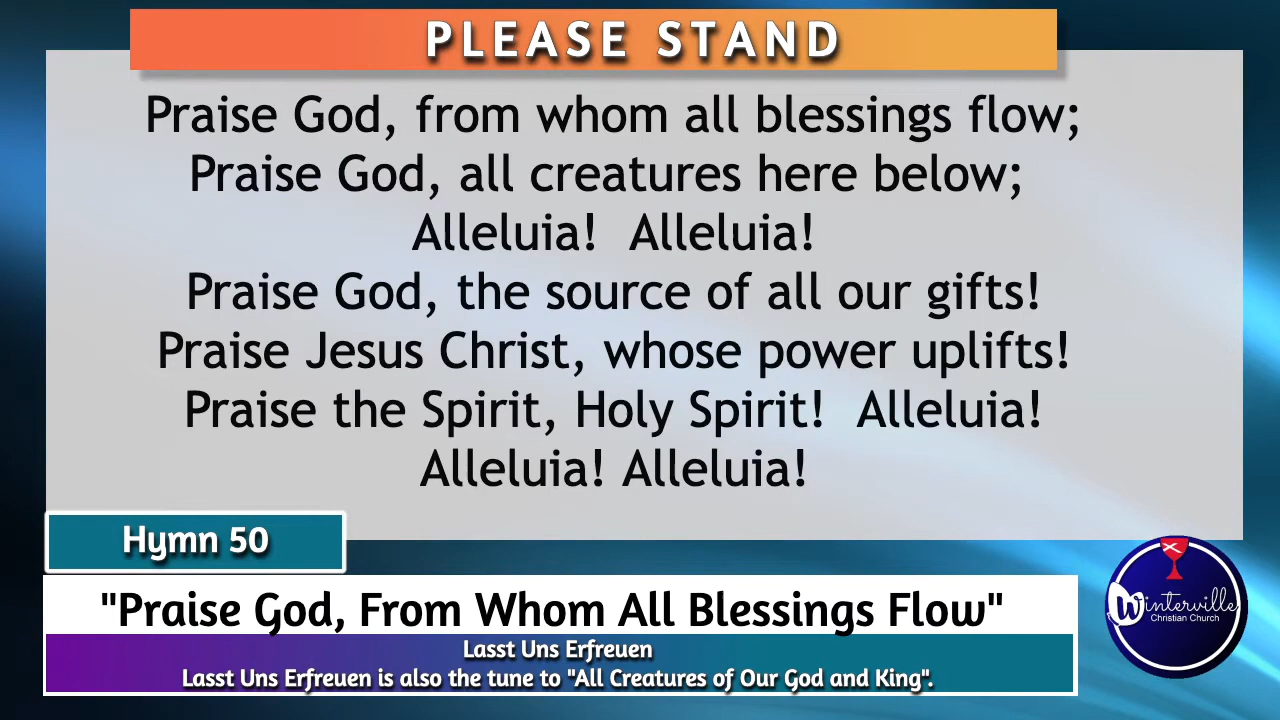 PLEASE STAND
Praise God, from whom all blessings flow;
Praise God, all creatures here below;
Alleluia!  Alleluia!
Praise God, the source of all our gifts!
Praise Jesus Christ, whose power uplifts!
Praise the Spirit, Holy Spirit!  Alleluia!
Alleluia! Alleluia!
Hymn 50
"Praise God, From Whom All Blessings Flow"
Lasst Uns Erfreuen
Lasst Uns Erfreuen is also the tune to "All Creatures of Our God and King".
Winterville
Christian Church